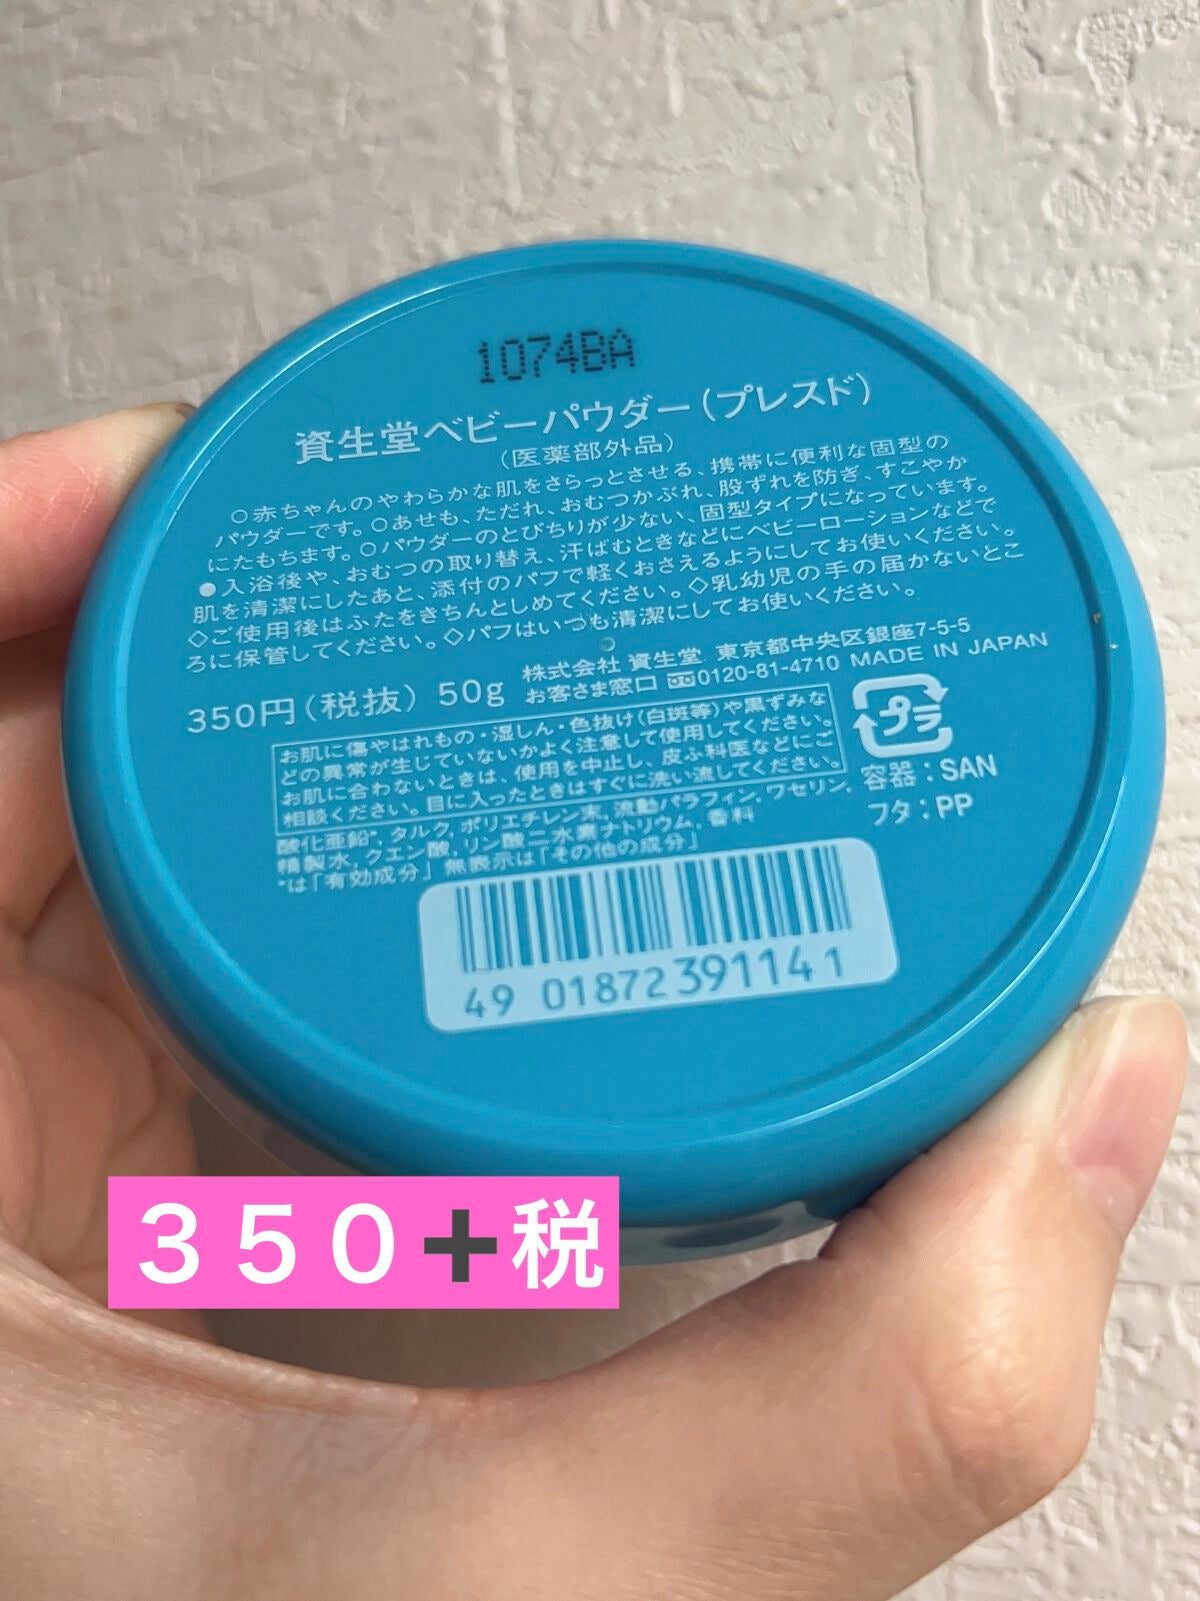 1074BA
資生堂ベビーパウダー(プレスド)
(医薬部外品)
○赤ちゃんのやわらかな肌をさらっとさせる、携帯に便利な固型の
パウダーです。○あせも、ただれ、おむつかぶれ、股ずれを防ぎ、すこやか
にたもちます。○パウダーのとびちりが少ない、固型タイプになっています。
●入浴後や、おむつの取り替え、汗ばむときなどにベビーローションなどで
肌を清潔にしたあと、添付のパフで軽くおさえるようにしてお使いください。
◇ご使用後はふたをきちんとしめてください。◇乳幼児の手の届かないとこ
ろに保管してください。◇パフはいつも清潔にしてお使いください。
350円(税抜) 50g
株式会社 資生堂 東京都中央区銀座7-5-5
お客さま窓口 0120-81-4710 MADE IN JAPAN
お肌に傷やはれもの・湿しん・色抜け(白斑等)や黒ずみな
どの異常が生じていないかよく注意して使用してください。
お肌に合わないときは、使用を中止し、皮ふ科医などにご
相談ください。目に入ったときはすぐに洗い流してください。
プラ
容器:SAN
フタ:PP
酸化亜鉛*, タルク, ポリエチレン末, 流動パラフィン, ワセリン,
精製水, クエン酸, リン酸二水素ナトリウム, 香料
*は「有効成分」無表示は「その他の成分」
49 01872 391141
350➕税